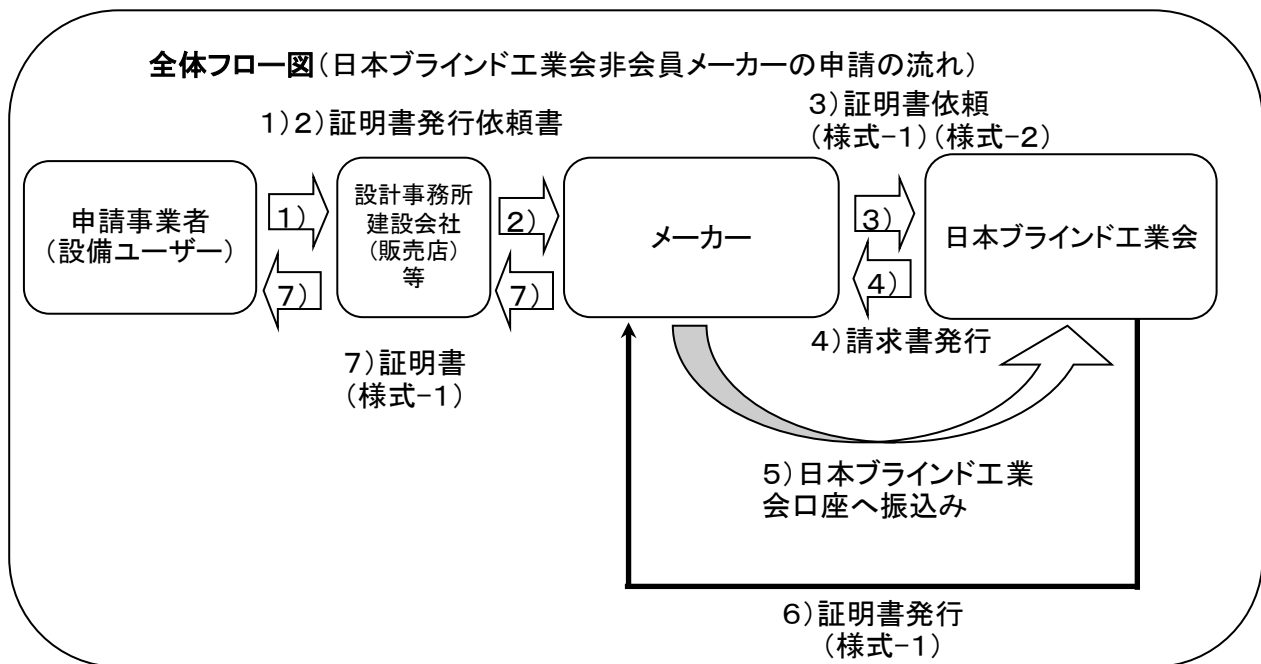 全体フロー図(日本ブラインド工業会非会員メーカーの申請の流れ)
1)2)証明書発行依頼書
3)証明書依頼
(様式-1)(様式-2)
申請事業者
(設備ユーザー)
1)
7)
設計事務所
建設会社
(販売店)
等
2)
7)
メーカー
3)
4)
日本ブラインド工業会
7)証明書
(様式-1)
4)請求書発行
5)日本ブラインド工業
会口座へ振込み
6)証明書発行
(様式-1)